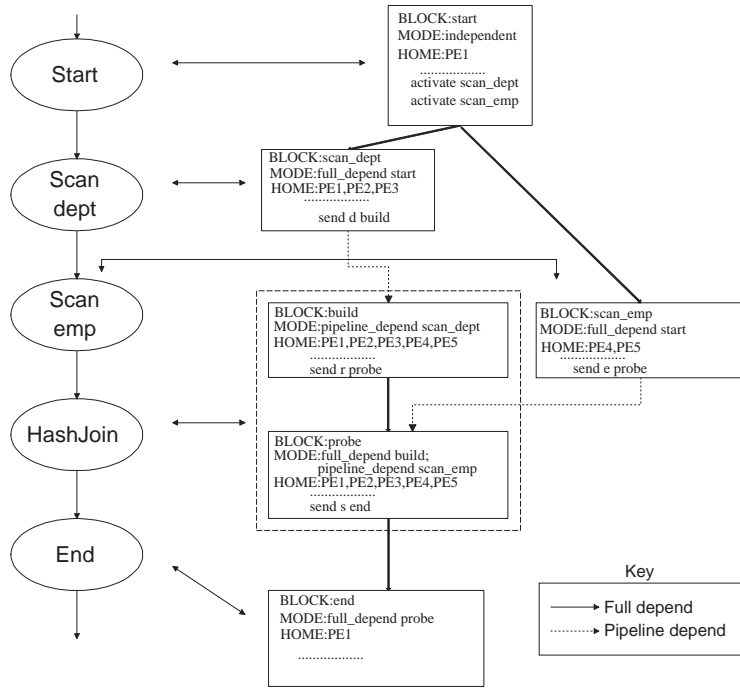 Start
BLOCK:start
MODE:independent
HOME:PE1
..................
activate scan_dept
activate scan_emp
Scan
dept
BLOCK:scan_dept
MODE:full_depend start
HOME:PE1,PE2,PE3
..................
send d build
Scan
emp
BLOCK:build
MODE:pipeline_depend scan_dept
HOME:PE1,PE2,PE3,PE4,PE5
..................
send r probe
BLOCK:scan_emp
MODE:full_depend start
HOME:PE4,PE5
..................
send e probe
HashJoin
BLOCK:probe
MODE:full_depend build;
pipeline_depend scan_emp
HOME:PE1,PE2,PE3,PE4,PE5
..................
send s end
End
BLOCK:end
MODE:full_depend probe
HOME:PE1
..................
Key
Full depend
Pipeline depend